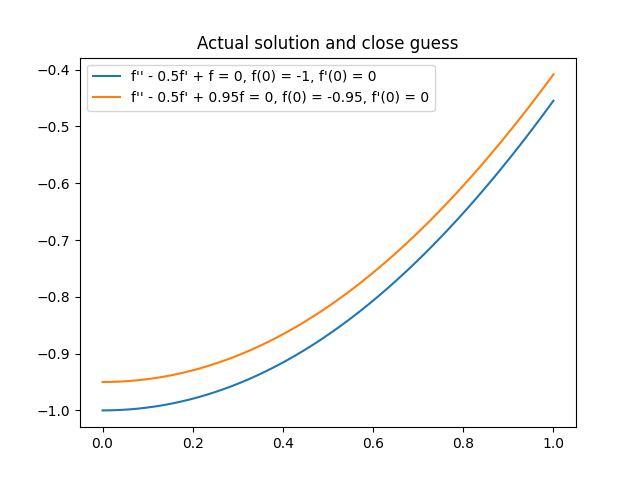 Actual solution and close guess
f'' - 0.5f' + f = 0, f(0) = -1, f'(0) = 0
f'' - 0.5f' + 0.95f = 0, f(0) = -0.95, f'(0) = 0
−0.4
−0.5
−0.6
−0.7
−0.8
−0.9
−1.0
0.0 0.2 0.4 0.6 0.8 1.0